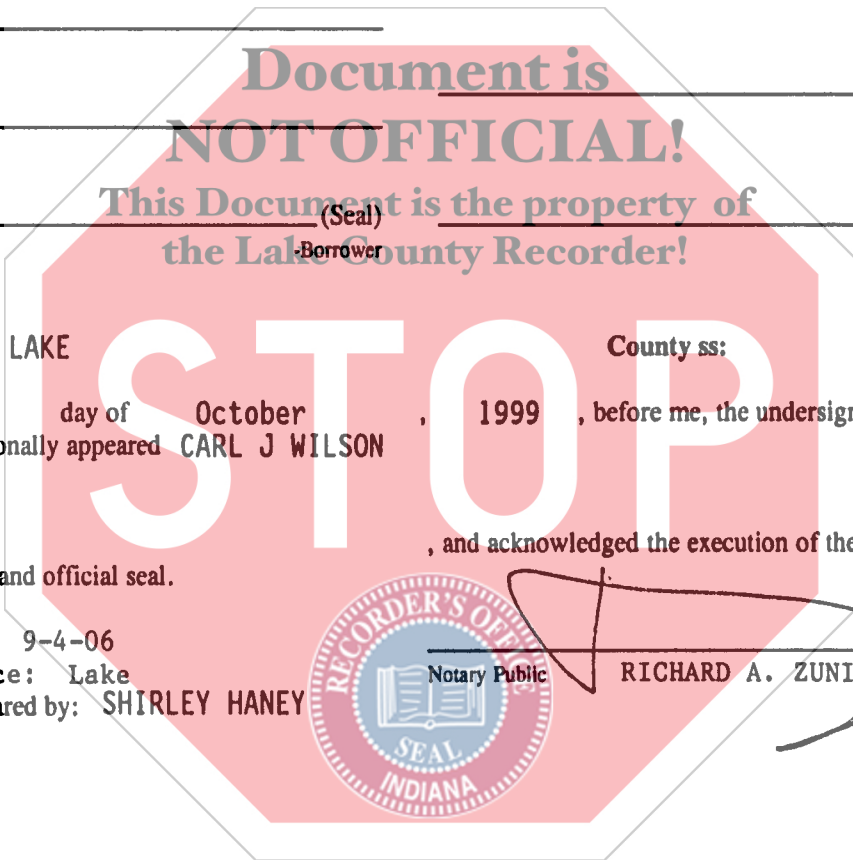 Document is
NOT OFFICIAL!
This Document is the property of
the Lake County Recorder!
(Seal)
-Borrower
STOP
LAKE County ss:
day of October , 1999 , before me, the undersign
onally appeared CARL J WILSON
, and acknowledged the execution of the
and official seal.
9-4-06
ce: Lake
Notary Public RICHARD A. ZUNI
ared by: SHIRLEY HANEY
RECORDER'S OFFICE
SEAL
INDIANA